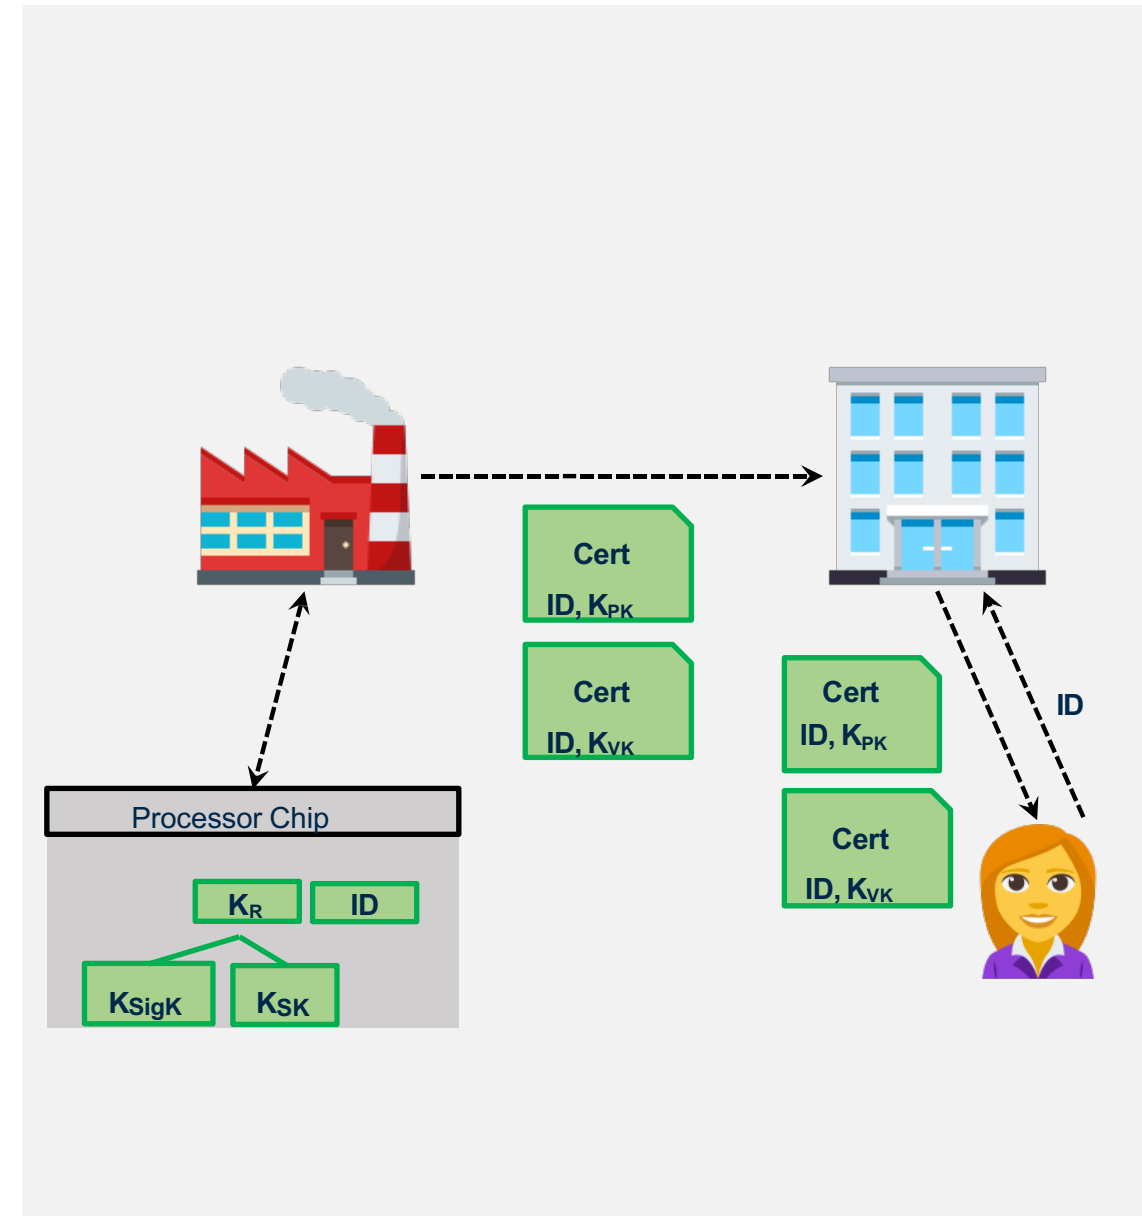 Cert
ID, KPK
Cert
ID, KVK
Cert
ID, KPK
ID
Cert
ID, KVK
Processor Chip
KR
ID
KSigK
KSK